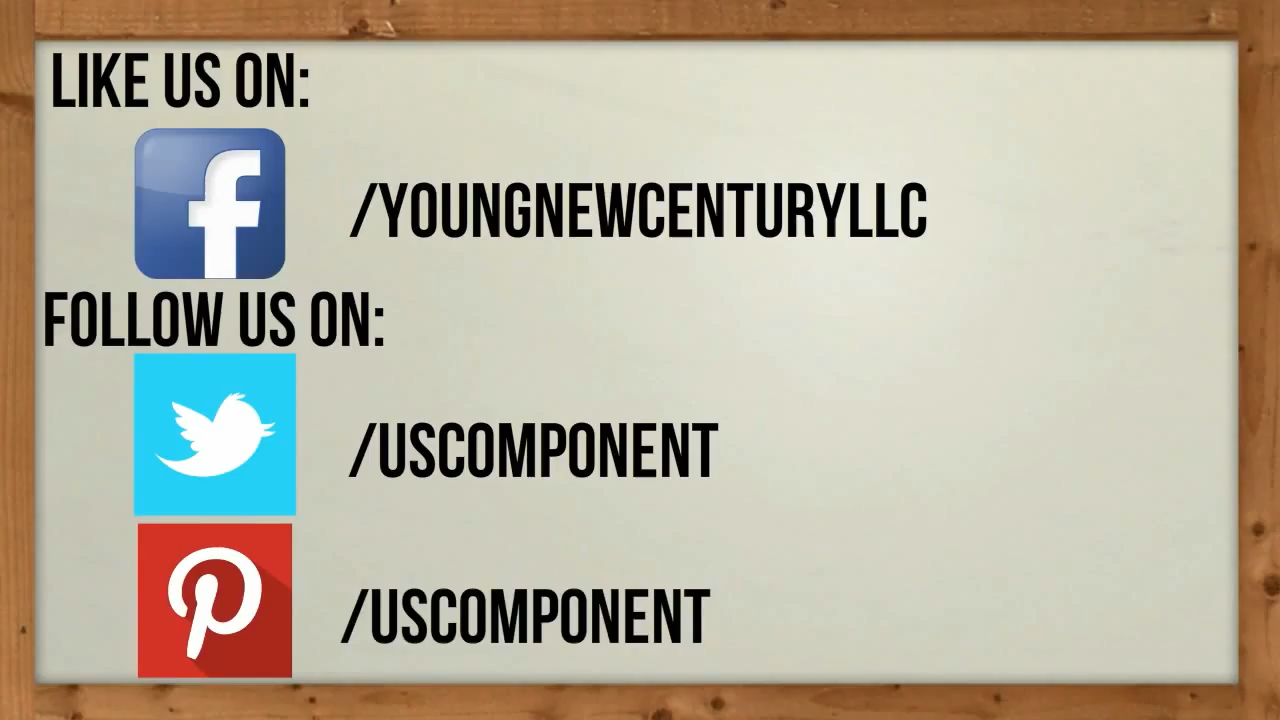 LIKE US ON:
/YOUNGNEWCENTURYLLC
FOLLOW US ON:
/USCOMPONENT
/USCOMPONENT